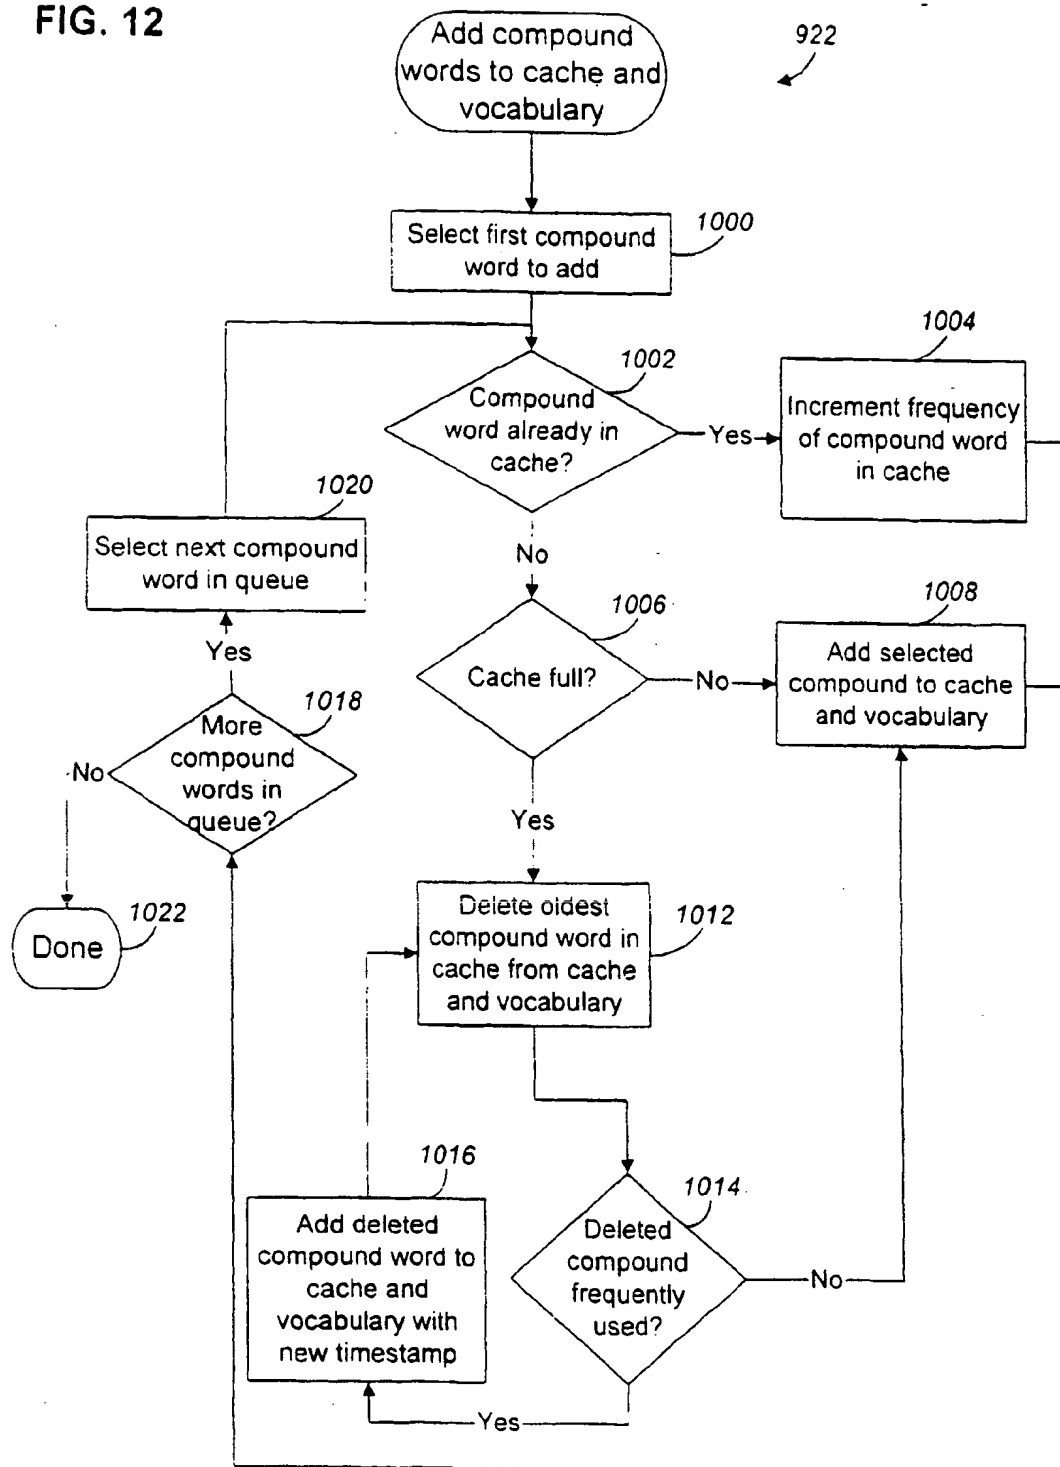 FIG. 12
Add compound
words to cache and
vocabulary
922
Select first compound
word to add
1000
Compound
word already in
cache?
1002
Yes
Increment frequency
of compound word
in cache
1004
No
Select next compound
word in queue
1020
Yes
Cache full?
1006
No
Add selected
compound to cache
and vocabulary
1008
More
compound
words in
queue?
1018
No
Done
1022
Yes
Delete oldest
compound word in
cache from cache
and vocabulary
1012
Add deleted
compound word to
cache and
vocabulary with
new timestamp
1016
Deleted
compound
frequently
used?
1014
No
Yes